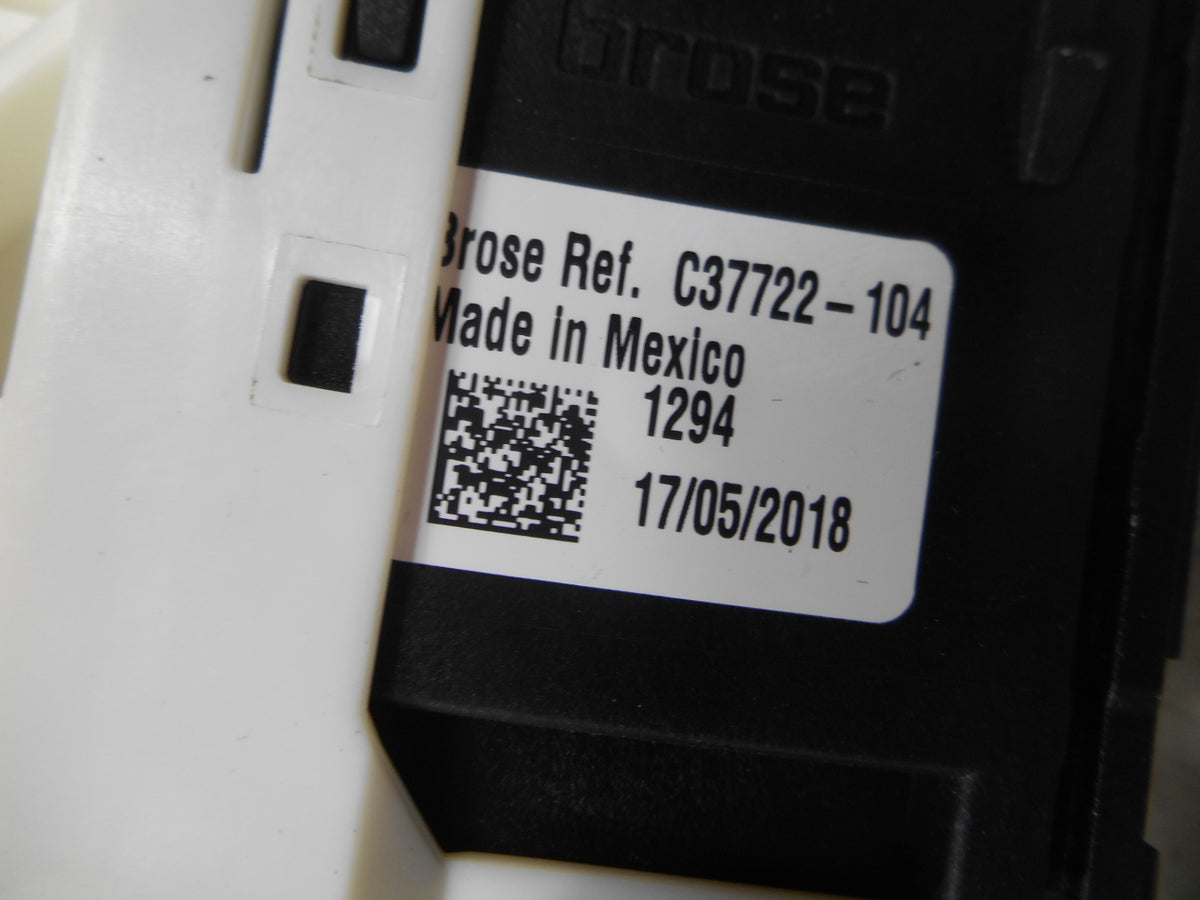 brose
Brose Ref. C37722-104
Made in Mexico
1294
17/05/2018